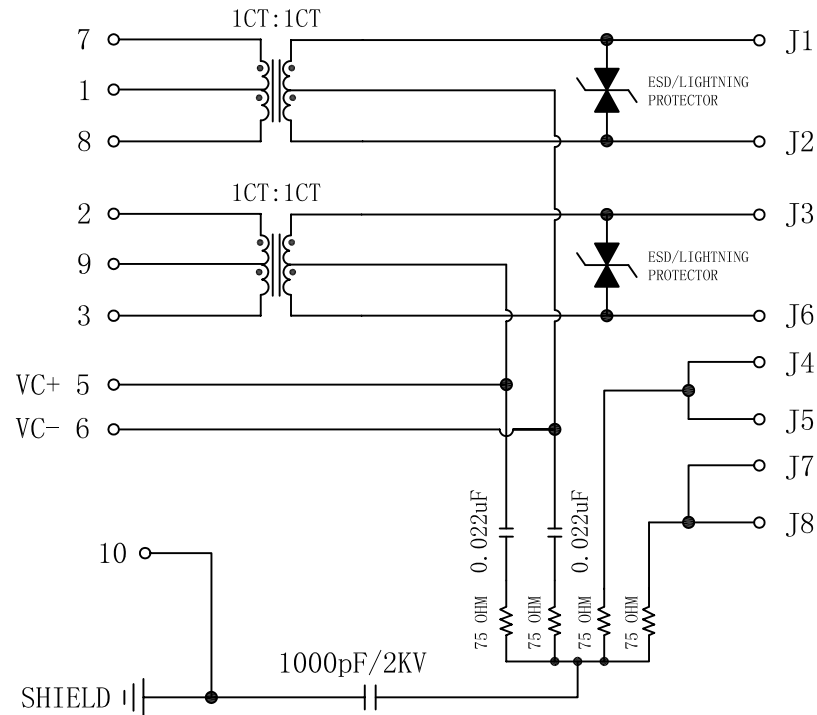 1CT:1CT
7
J1
1
ESD/LIGHTNING
PROTECTOR
8
J2
1CT:1CT
2
J3
9
ESD/LIGHTNING
PROTECTOR
3
J6
J4
VC+ 5
J5
VC- 6
J7
J8
0.022uF
0.022uF
10
75 OHM
75 OHM
75 OHM
75 OHM
1000pF/2KV
SHIELD